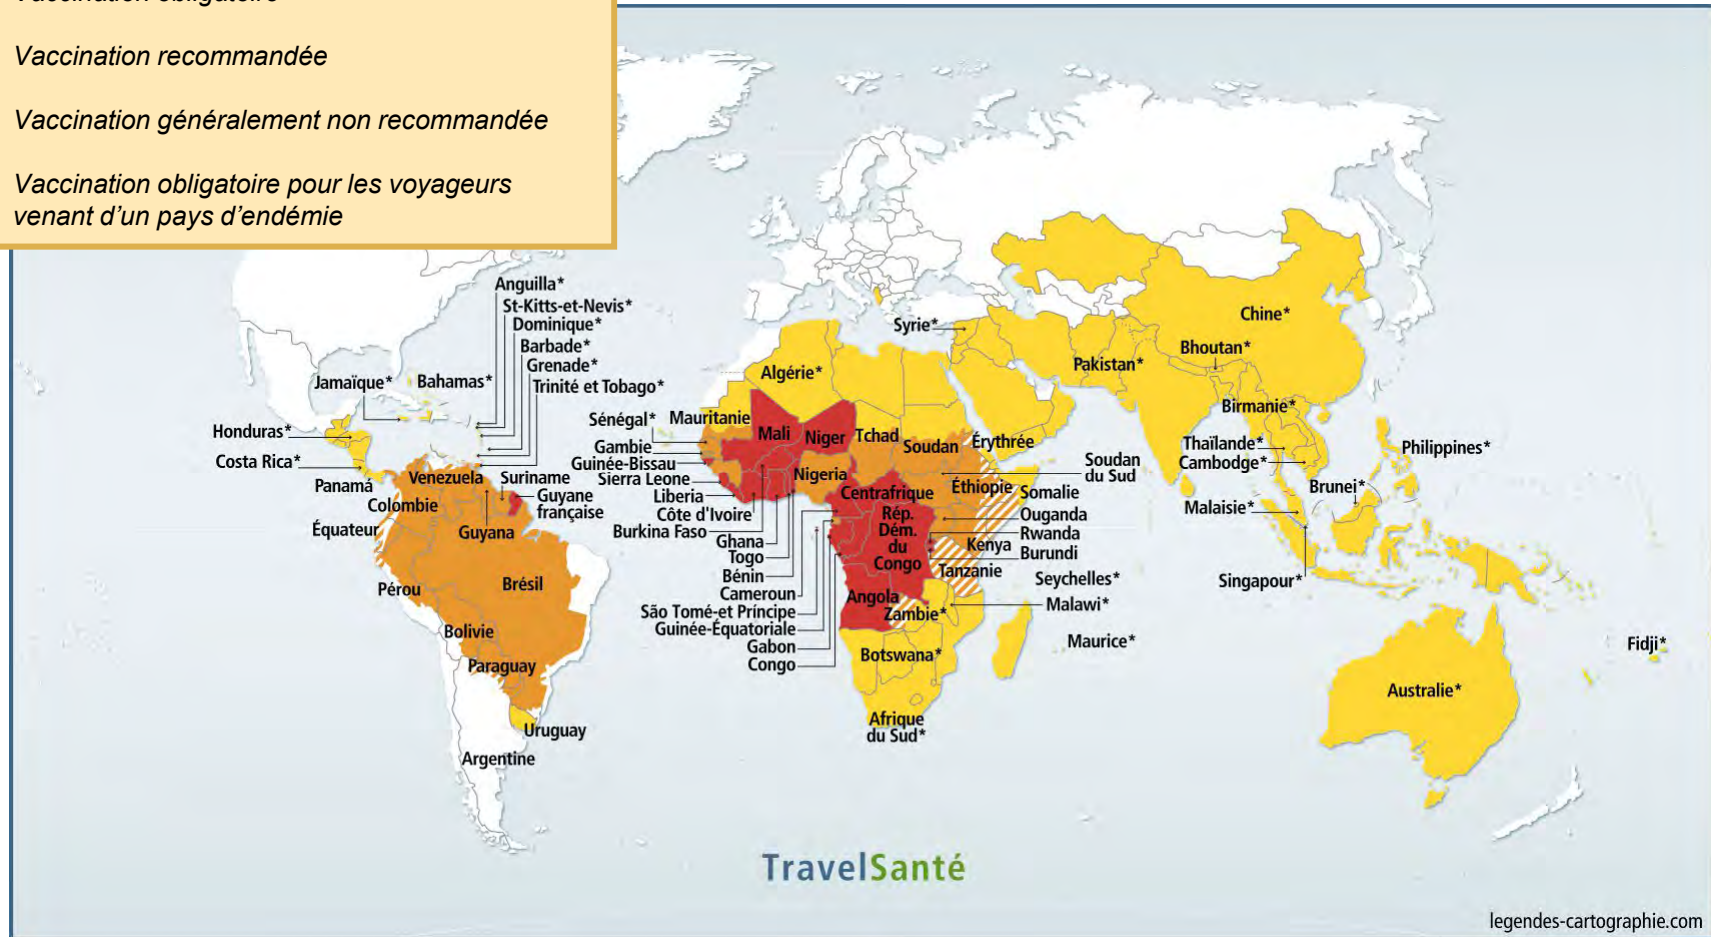 Vaccination obligatoire
Vaccination recommandée
Vaccination généralement non recommandée
Vaccination obligatoire pour les voyageurs
venant d’un pays d’endémie
Anguilla*
St-Kitts-et-Nevis*
Dominique*
Barbade*
Grenade*
Trinité et Tobago*
Jamaïque*
Bahamas*
Honduras*
Costa Rica*
Panamá
Venezuela
Suriname
Colombie
Guyane
française
Équateur
Guyana
Pérou
Brésil
Bolivie
Paraguay
Uruguay
Argentine
Algérie*
Sénégal*
Mauritanie
Mali
Niger
Tchad
Soudan
Érythrée
Gambie
Guinée-Bissau
Sierra Leone
Liberia
Côte d'Ivoire
Burkina Faso
Ghana
Togo
Bénin
Cameroun
São Tomé-et Príncipe
Guinée-Équatoriale
Gabon
Congo
Nigeria
Centrafrique
Éthiopie
Soudan
du Sud
Somalie
Ouganda
Rwanda
Burundi
Rép.
Dém.
du
Congo
Kenya
Tanzanie
Seychelles*
Malawi*
Maurice*
Angola
Zambie*
Botswana*
Afrique
du Sud*
Syrie*
Pakistan*
Chine*
Bhoutan*
Birmanie*
Thaïlande*
Cambodge*
Philippines*
Brunei*
Malaisie*
Singapour*
Fidji*
Australie*
TravelSanté
legendes-cartographie.com